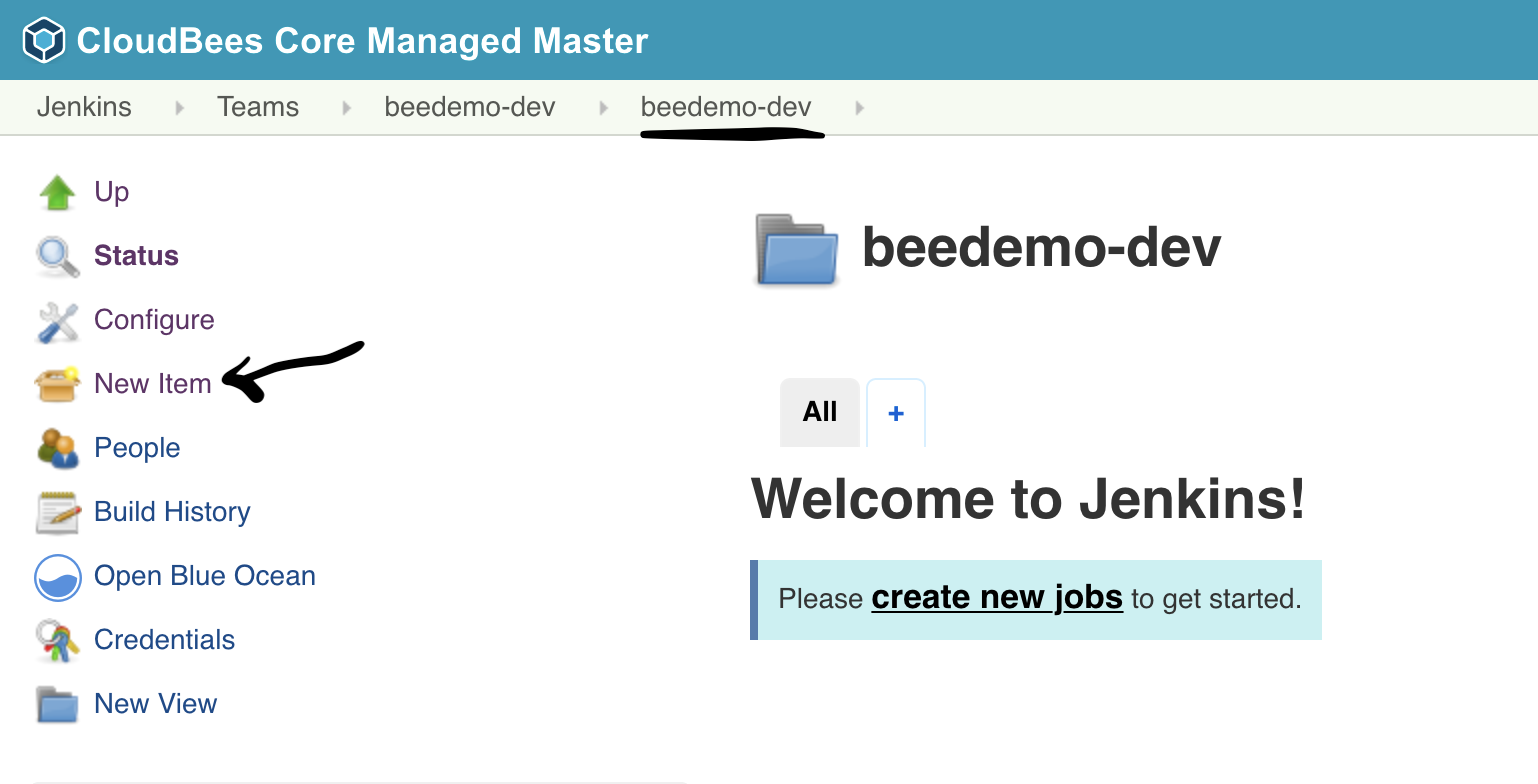 CloudBees Core Managed Master
Jenkins Teams beedemo-dev beedemo-dev
Up
Status
Configure
New Item
People
Build History
Open Blue Ocean
Credentials
New View
beedemo-dev
All +
Welcome to Jenkins!
Please create new jobs to get started.